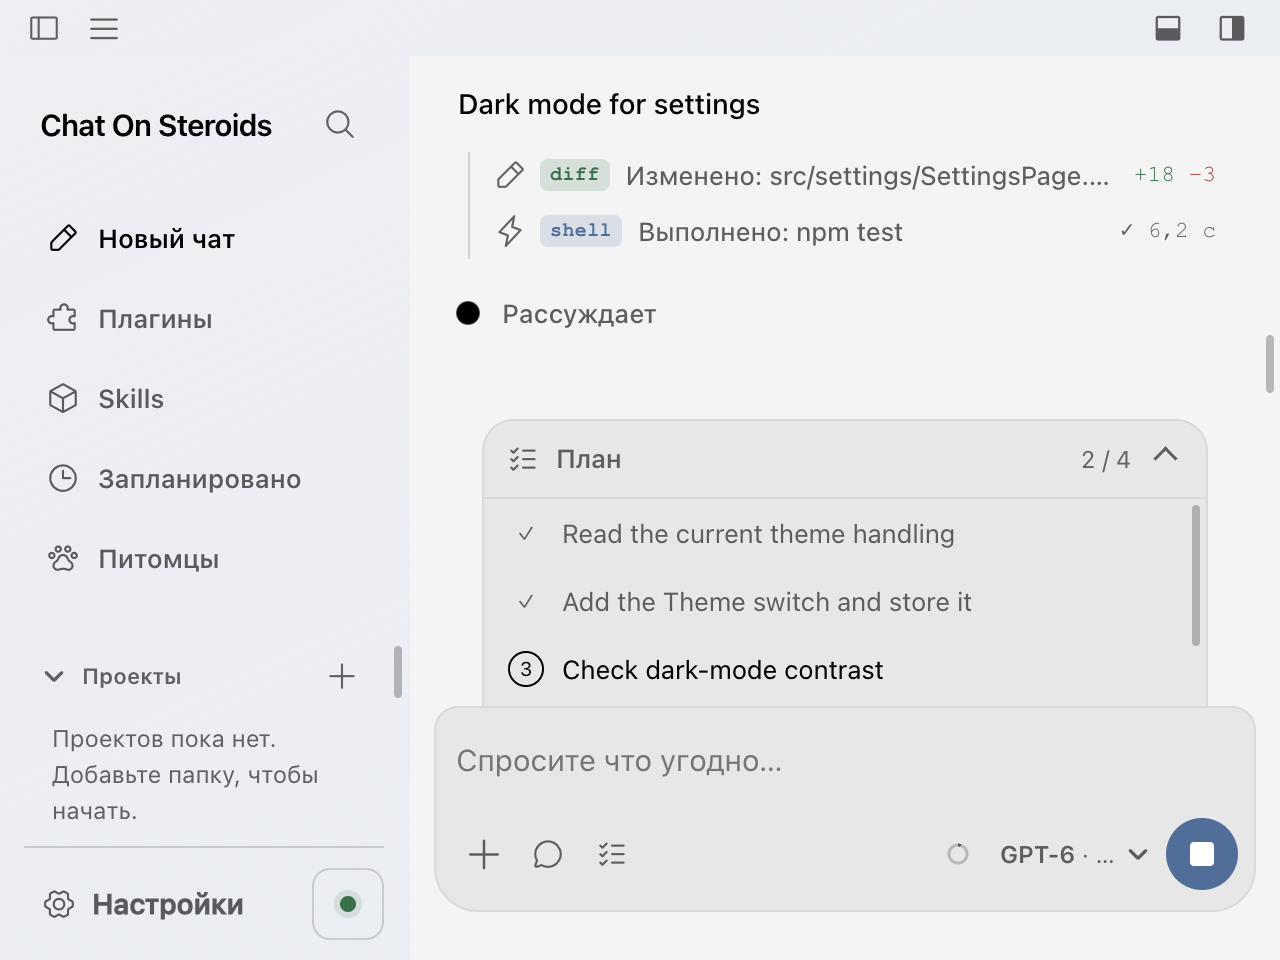 Chat On Steroids
Новый чат
Плагины
Skills
Запланировано
Питомцы
Проекты
Проектов пока нет.
Добавьте папку, чтобы
начать.
Настройки
Dark mode for settings
diff Изменено: src/settings/SettingsPage.... +18 −3
shell Выполнено: npm test ✓ 6,2 с
Рассуждает
План 2 / 4
✓ Read the current theme handling
✓ Add the Theme switch and store it
3 Check dark-mode contrast
Спросите что угодно...
GPT-6 · ...